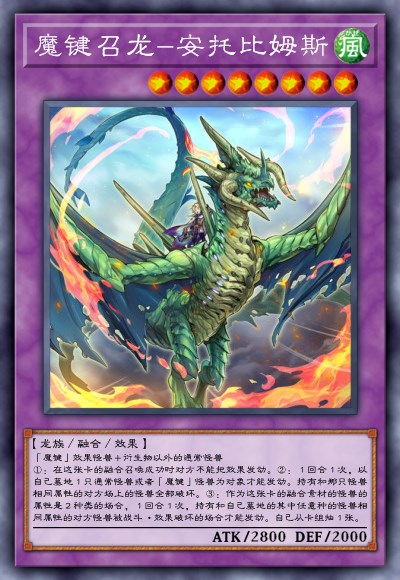 魔键召龙-安托比姆斯
風
【龙族/融合/效果】
「魔键」效果怪兽+衍生物以外的通常怪兽
①：在这张卡的融合召唤成功时对方不能把效果发动。②：1回合1次，以
自己墓地1只通常怪兽或者「魔键」怪兽为对象才能发动。持有和那只怪兽
相同属性的对方场上的怪兽全部破坏。③：作为这张卡的融合素材的怪兽的
属性是2种类的场合，1回合1次，持有和自己墓地的其中任意种的怪兽相
同属性的对方怪兽被战斗·效果破坏的场合才能发动。自己从卡组抽1张。
ATK/2800 DEF/2000